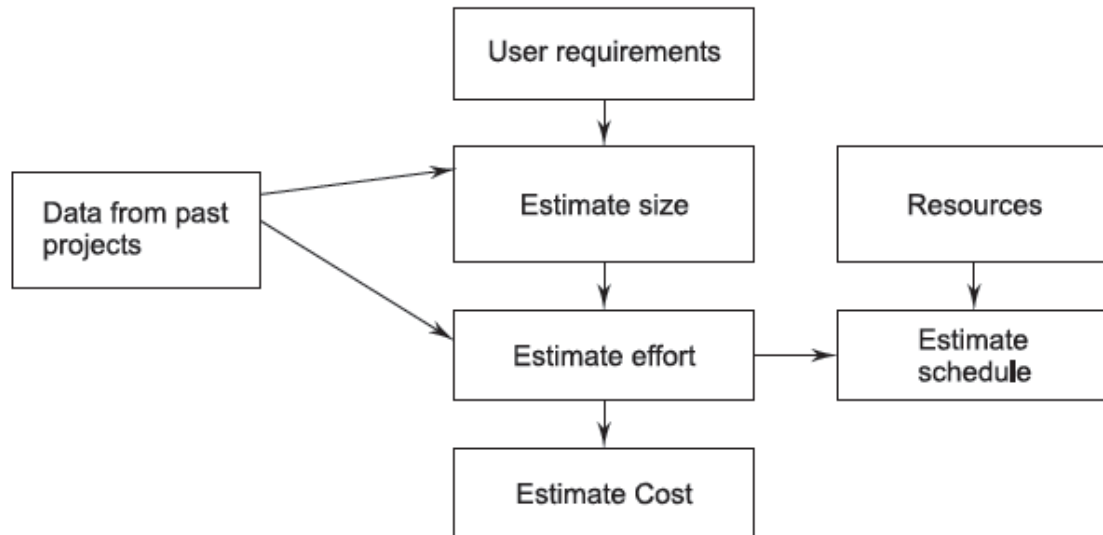 User requirements
Data from past
projects
Estimate size
Resources
Estimate effort
Estimate
schedule
Estimate Cost